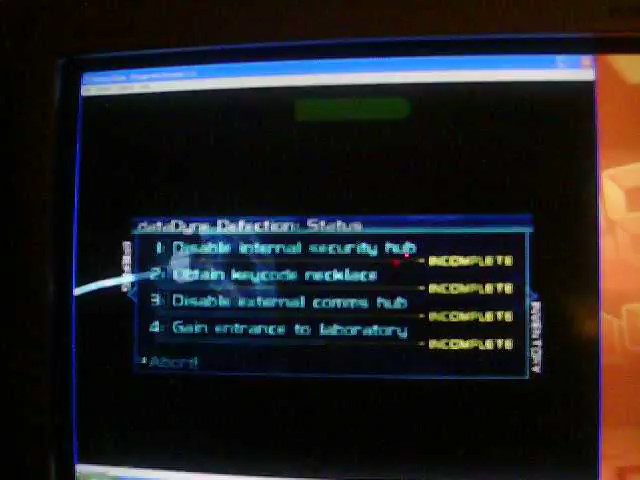 dataDyne Defection: Status
1: Disable internal security hub
INCOMPLETE
2: Obtain keycode necklace
INCOMPLETE
3: Disable external comms hub
INCOMPLETE
4: Gain entrance to laboratory
INCOMPLETE
Abort!
INVENTORY